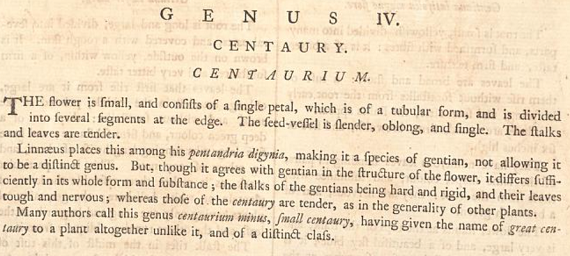 GENUS IV.
CENTAURY.
CENTAURIUM.
THE flower is ſmall, and conſiſts of a ſingle petal, which is of a tubular form, and is divided
into ſeveral ſegments at the edge. The ſeed-veſſel is ſlender, oblong, and ſingle. The ſtalks
and leaves are tender.
Linnæus places this among his pentandria digynia, making it a ſpecies of gentian, not allowing it
to be a diſtinct genus. But, though it agrees with gentian in the ſtructure of the flower, it differs ſuffi-
ciently in its whole form and ſubſtance; the ſtalks of the gentians being hard and rigid, and their leaves
tough and nervous; whereas thoſe of the centaury are tender, as in the generality of other plants.
Many authors call this genus centaurium minus, ſmall centaury, having given the name of great cen-
taury to a plant altogether unlike it, and of a diſtinct claſs.